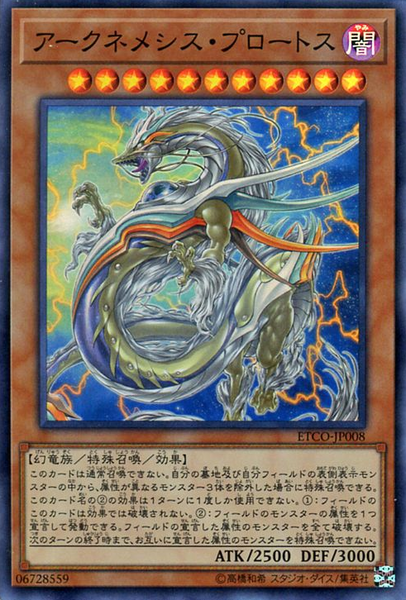 アークネメシス・プロートス
闇
やみ
ETCO-JP008
【幻竜族／特殊召喚／効果】
このカードは通常召喚できない。自分の墓地及び自分フィールドの表側表示モン
スターの中から、属性が異なるモンスター３体を除外した場合に特殊召喚できる。
このカード名の②の効果は１ターンに１度しか使用できない。①：フィールドの
このカードは効果では破壊されない。②：フィールドのモンスターの属性を１つ
宣言して発動できる。フィールドの宣言した属性のモンスターを全て破壊する。
次のターンの終了時まで、お互いに宣言した属性のモンスターを特殊召喚できない。
ATK/2500 DEF/3000
06728559
©高橋和希 スタジオ・ダイス/集英社